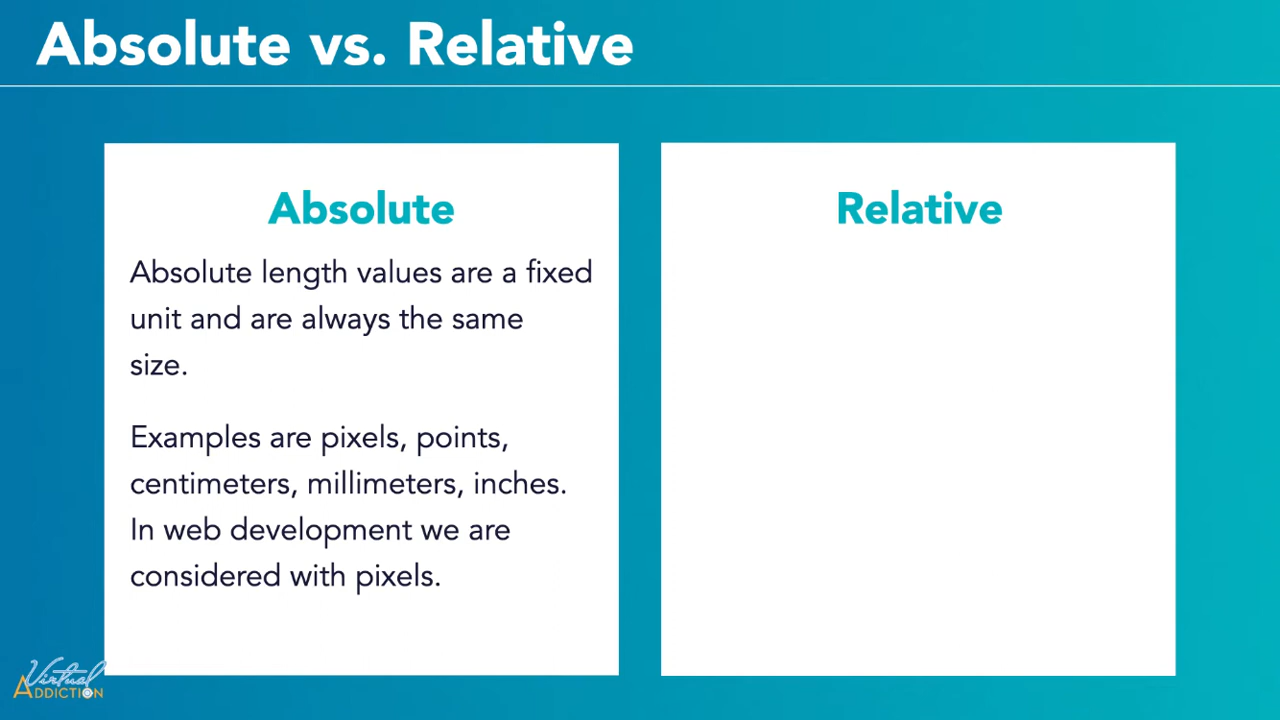 Absolute vs. Relative
Absolute
Absolute length values are a fixed
unit and are always the same
size.
Examples are pixels, points,
centimeters, millimeters, inches.
In web development we are
considered with pixels.
Relative
Virtual
ADDICTION